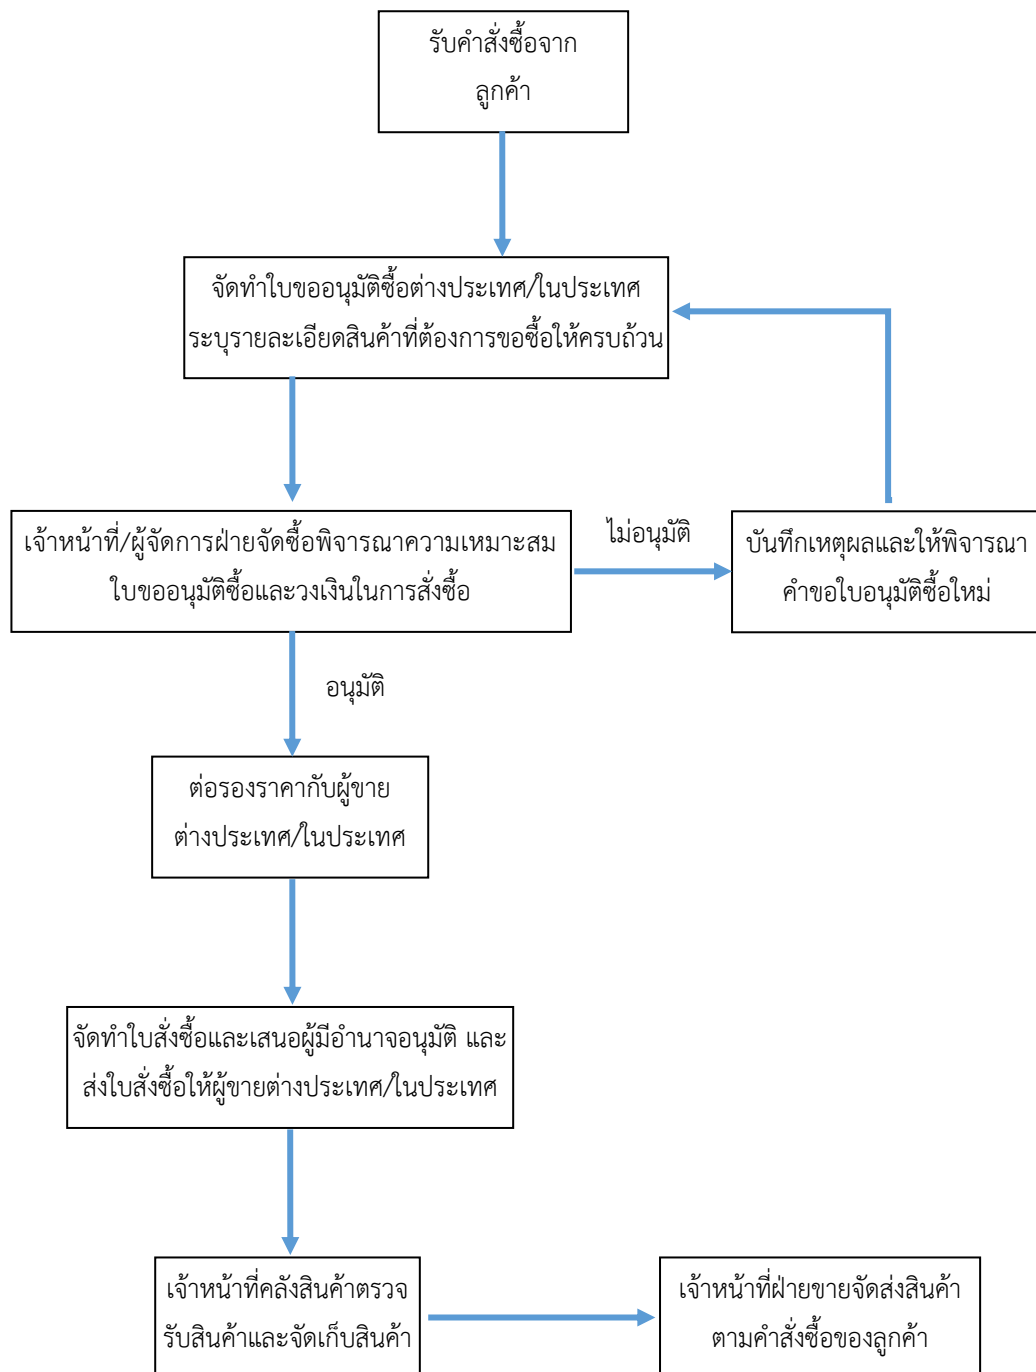 รับคำสั่งซื้อจาก
ลูกค้า
จัดทำใบขออนุมัติซื้อต่างประเทศ/ในประเทศ
ระบุรายละเอียดสินค้าที่ต้องการขอซื้อให้ครบถ้วน
เจ้าหน้าที่/ผู้จัดการฝ่ายจัดซื้อพิจารณาความเหมาะสม
ใบขออนุมัติซื้อและวงเงินในการสั่งซื้อ
ไม่อนุมัติ
บันทึกเหตุผลและให้พิจารณา
คำขอใบอนุมัติซื้อใหม่
อนุมัติ
ต่อรองราคากับผู้ขาย
ต่างประเทศ/ในประเทศ
จัดทำใบสั่งซื้อและเสนอผู้มีอำนาจอนุมัติ และ
ส่งใบสั่งซื้อให้ผู้ขายต่างประเทศ/ในประเทศ
เจ้าหน้าที่คลังสินค้าตรวจ
รับสินค้าและจัดเก็บสินค้า
เจ้าหน้าที่ฝ่ายขายจัดส่งสินค้า
ตามคำสั่งซื้อของลูกค้า